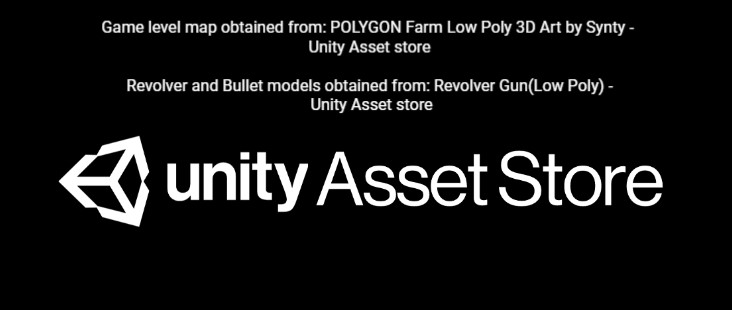 Game level map obtained from: POLYGON Farm Low Poly 3D Art by Synty -
Unity Asset store
Revolver and Bullet models obtained from: Revolver Gun(Low Poly) -
Unity Asset store
unity Asset Store